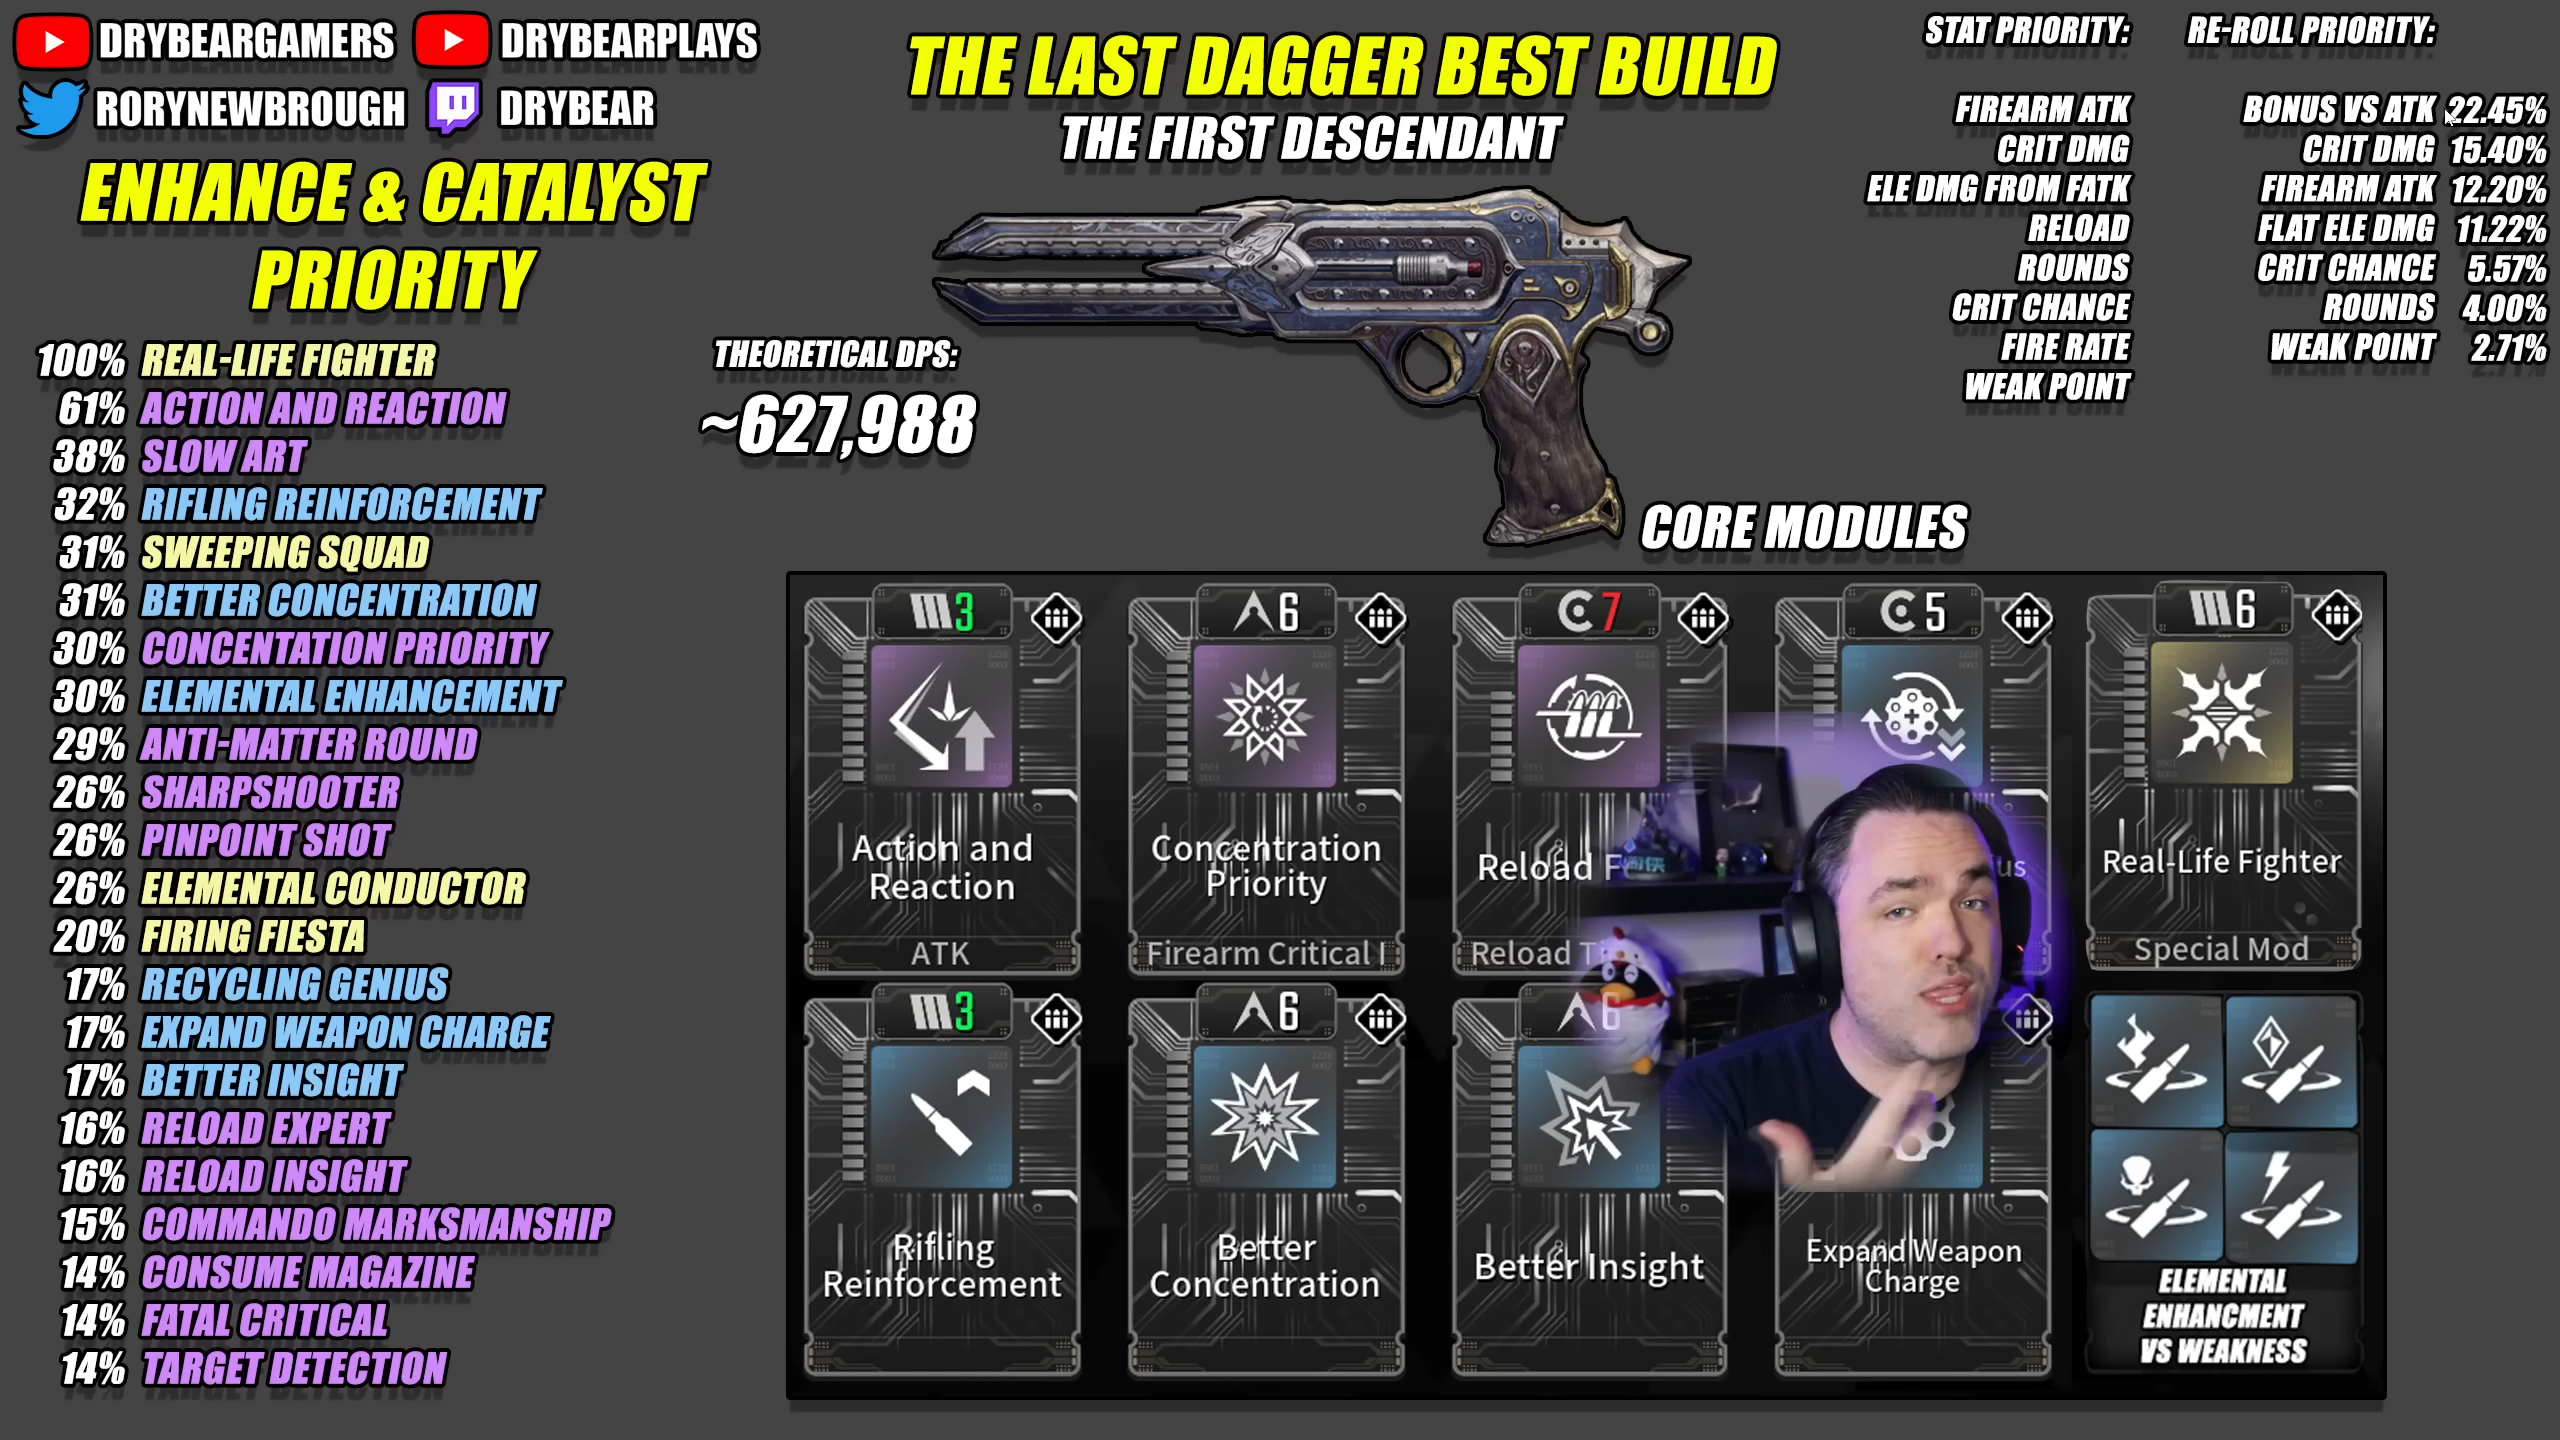 DRYBEARGAMERS
DRYBEARPLAYS
RORYNEWBROUGH
DRYBEAR
ENHANCE & CATALYST
PRIORITY
100% REAL-LIFE FIGHTER
61% ACTION AND REACTION
38% SLOW ART
32% RIFLING REINFORCEMENT
31% SWEEPING SQUAD
31% BETTER CONCENTRATION
30% CONCENTATION PRIORITY
30% ELEMENTAL ENHANCEMENT
29% ANTI-MATTER ROUND
26% SHARPSHOOTER
26% PINPOINT SHOT
26% ELEMENTAL CONDUCTOR
20% FIRING FIESTA
17% RECYCLING GENIUS
17% EXPAND WEAPON CHARGE
17% BETTER INSIGHT
16% RELOAD EXPERT
16% RELOAD INSIGHT
15% COMMANDO MARKSMANSHIP
14% CONSUME MAGAZINE
14% FATAL CRITICAL
14% TARGET DETECTION
THE LAST DAGGER BEST BUILD
THE FIRST DESCENDANT
THEORETICAL DPS:
~627,988
STAT PRIORITY:
FIREARM ATK
CRIT DMG
ELE DMG FROM FATK
RELOAD
ROUNDS
CRIT CHANCE
FIRE RATE
WEAK POINT
RE-ROLL PRIORITY:
BONUS VS ATK 22.45%
CRIT DMG 15.40%
FIREARM ATK 12.20%
FLAT ELE DMG 11.22%
CRIT CHANCE 5.57%
ROUNDS 4.00%
WEAK POINT 2.71%
CORE MODULES
3
Action and
Reaction
ATK
6
Concentration
Priority
Firearm Critical
7
Reload
Reload
5
6
Real-Life Fighter
Special Mod
3
Rifling
Reinforcement
6
Better
Concentration
6
Better Insight
Expand Weapon
Charge
ELEMENTAL
ENHANCMENT
VS WEAKNESS